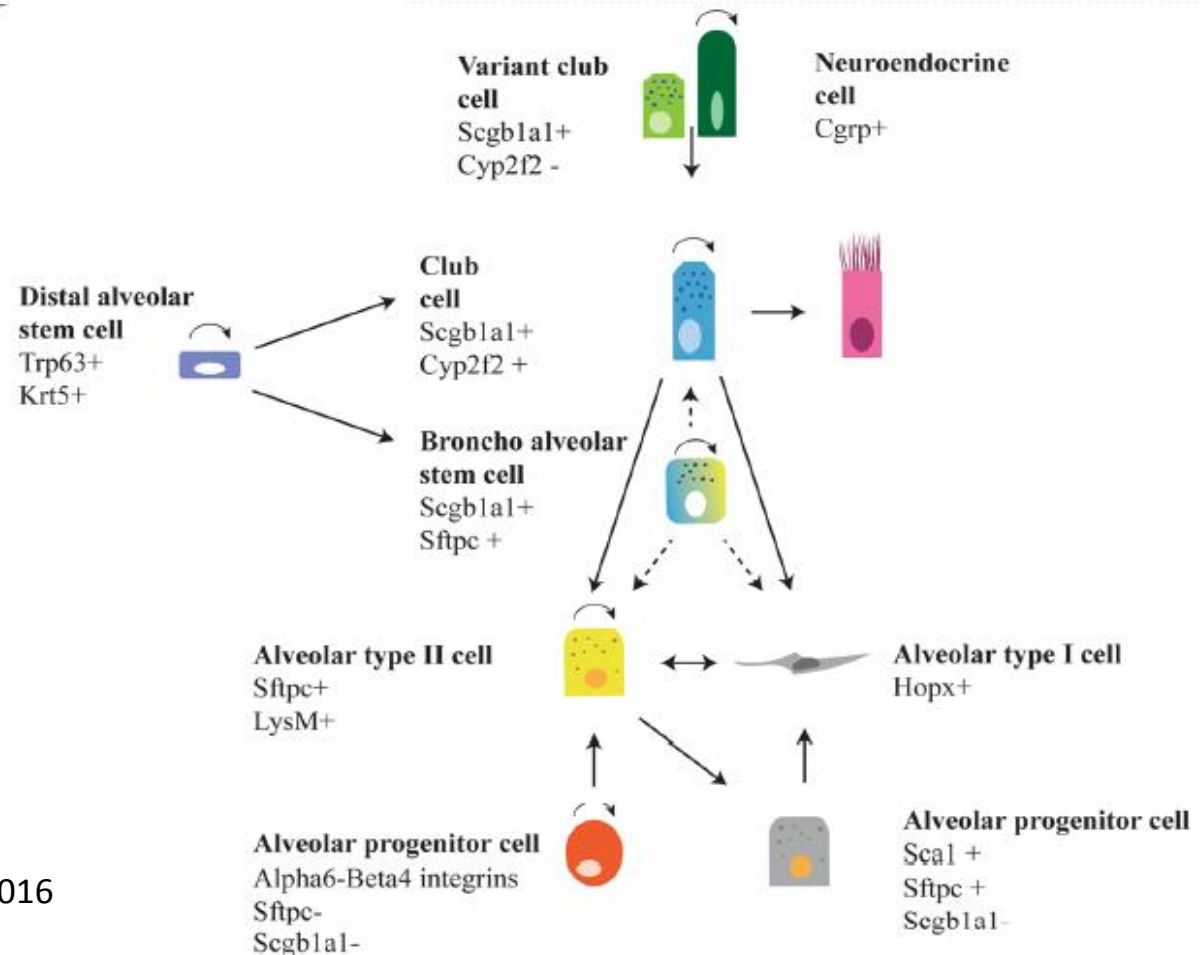 Variant club
cell
Scgb1a1+
Cyp2f2 -
Neuroendocrine
cell
Cgrp+
Distal alveolar
stem cell
Trp63+
Krt5+
Club
cell
Scgb1a1+
Cyp2f2 +
Broncho alveolar
stem cell
Scgb1a1+
Sftpc +
Alveolar type II cell
Sftpc+
LysM+
Alveolar type I cell
Hopx+
Alveolar progenitor cell
Alpha6-Beta4 integrins
Sftpc-
Scgb1a1-
Alveolar progenitor cell
Sca1 +
Sftpc +
Scgb1a1-
016